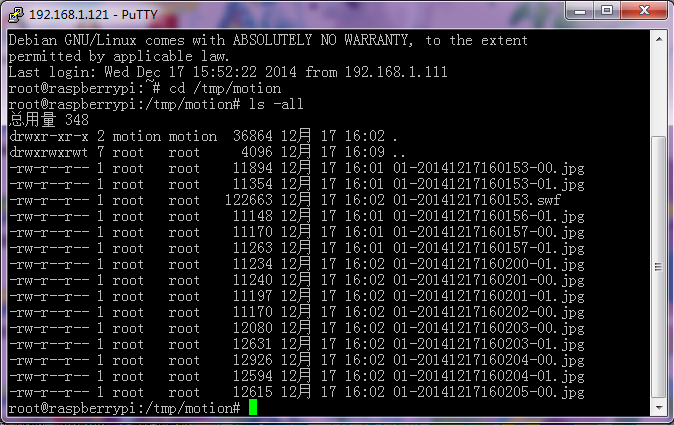 192.168.1.121 - PuTTY
Debian GNU/Linux comes with ABSOLUTELY NO WARRANTY, to the extent
permitted by applicable law.
Last login: Wed Dec 17 15:52:22 2014 from 192.168.1.111
root@raspberrypi:~# cd /tmp/motion
root@raspberrypi:/tmp/motion# ls -all
总用量 348
drwxr-xr-x 2 motion motion  36864 12月 17 16:02 .
drwxrwxrwt 7 root   root     4096 12月 17 16:09 ..
-rw-r--r-- 1 root   root    11894 12月 17 16:01 01-20141217160153-00.jpg
-rw-r--r-- 1 root   root    11354 12月 17 16:01 01-20141217160153-01.jpg
-rw-r--r-- 1 root   root   122663 12月 17 16:02 01-20141217160153.swf
-rw-r--r-- 1 root   root    11148 12月 17 16:01 01-20141217160156-01.jpg
-rw-r--r-- 1 root   root    11170 12月 17 16:01 01-20141217160157-00.jpg
-rw-r--r-- 1 root   root    11263 12月 17 16:01 01-20141217160157-01.jpg
-rw-r--r-- 1 root   root    11234 12月 17 16:02 01-20141217160200-01.jpg
-rw-r--r-- 1 root   root    11240 12月 17 16:02 01-20141217160201-00.jpg
-rw-r--r-- 1 root   root    11197 12月 17 16:02 01-20141217160201-01.jpg
-rw-r--r-- 1 root   root    11170 12月 17 16:02 01-20141217160202-00.jpg
-rw-r--r-- 1 root   root    12080 12月 17 16:02 01-20141217160203-00.jpg
-rw-r--r-- 1 root   root    12631 12月 17 16:02 01-20141217160203-01.jpg
-rw-r--r-- 1 root   root    12926 12月 17 16:02 01-20141217160204-00.jpg
-rw-r--r-- 1 root   root    12594 12月 17 16:02 01-20141217160204-01.jpg
-rw-r--r-- 1 root   root    12615 12月 17 16:02 01-20141217160205-00.jpg
root@raspberrypi:/tmp/motion#